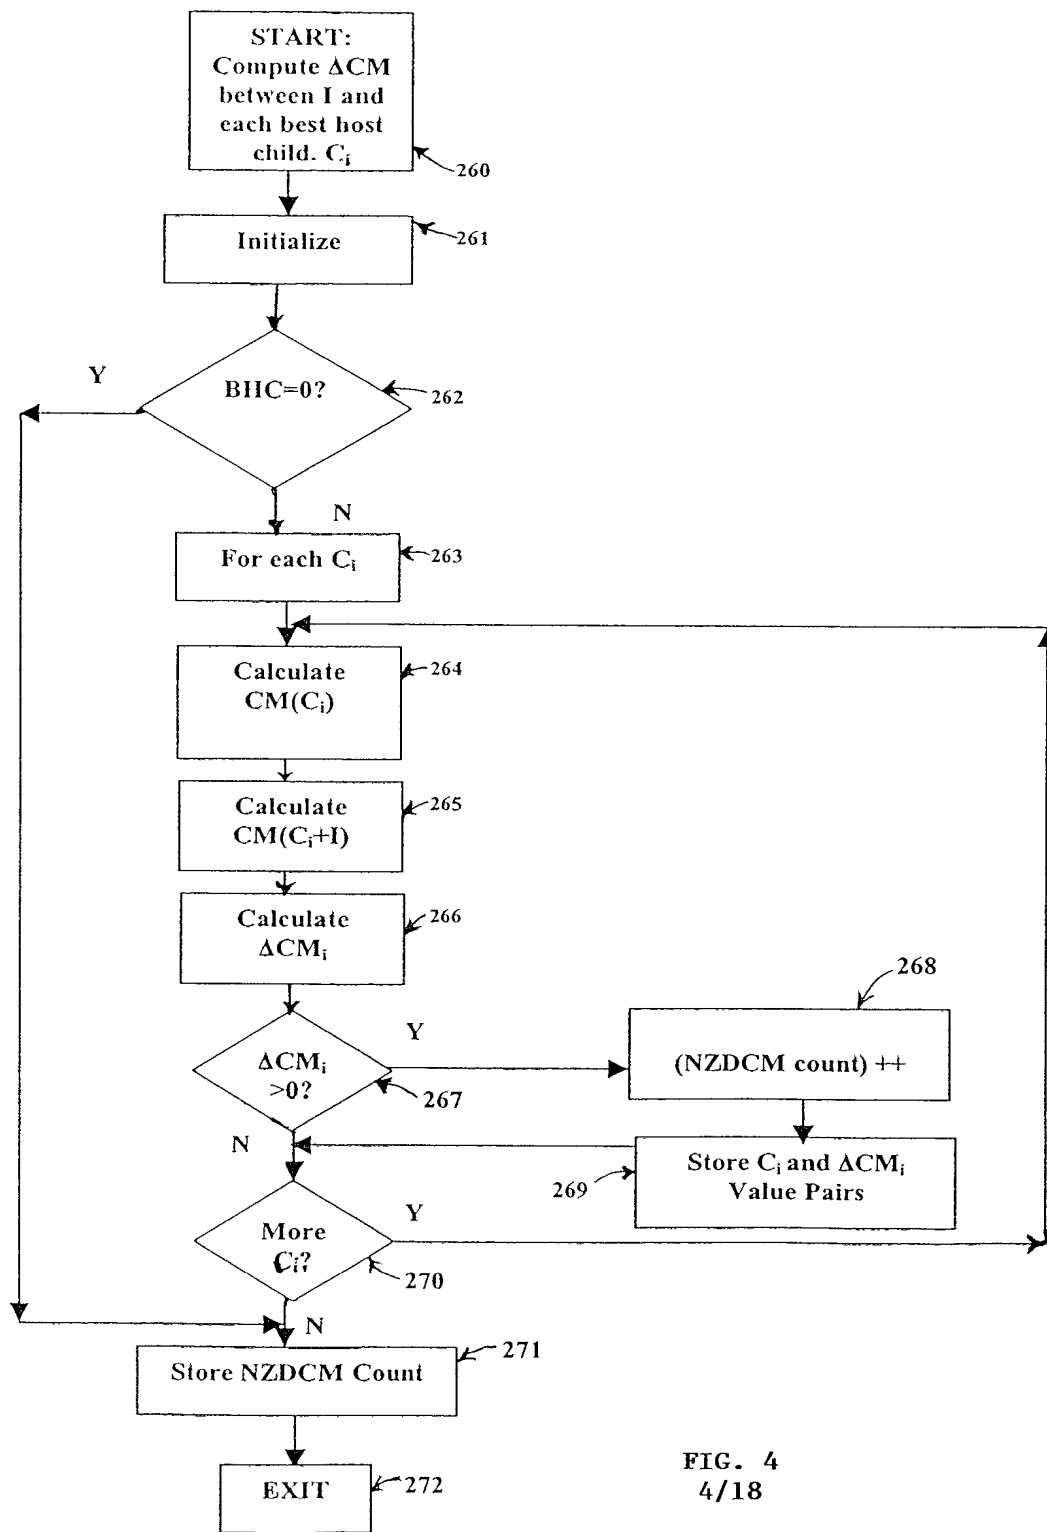 START:
Compute ΔCM
between I and
each best host
child. Cᵢ
260
Initialize
261
Y
BHC=0?
262
N
For each Cᵢ
263
Calculate
CM(Cᵢ)
264
Calculate
CM(Cᵢ+I)
265
Calculate
ΔCMᵢ
266
268
(NZDCM count) ++
ΔCMᵢ
>0?
Y
267
N
Store Cᵢ and ΔCMᵢ
Value Pairs
269
More
Cᵢ?
Y
270
N
Store NZDCM Count
271
EXIT
272
FIG. 4
4/18